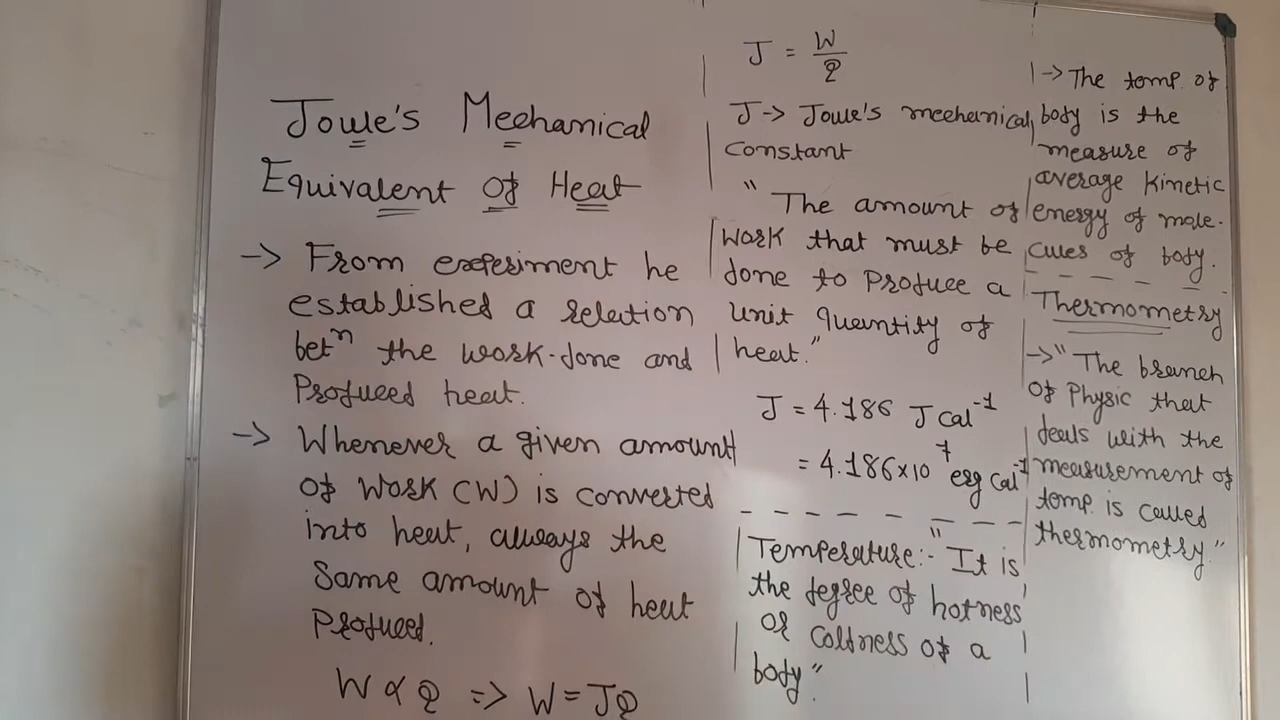 Joule's Mechanical
Equivalent of Heat
-> From experiment he
established a relation
betⁿ the work-done and
Produced heat.
-> Whenever a given amount
of Work (W) is converted
into heat, always the
Same amount of heat
Produced.
W ∝ Q => W = JQ
J = W/Q
J -> Joule's mechanical
Constant
" The amount of
Work that must be
done to Produce a
Unit quantity of
heat."
J = 4.186 J Cal⁻¹
= 4.186×10⁷ erg Cal⁻¹
Temperature:- "It is
the degree of hotness
or Coldness of a
body".
-> The temp. of
body is the
measure of
average Kinetic
energy of mole-
cules of body.
Thermometry
-> "The branch
of Physic that
deals with the
measurement of
temp. is called
thermometry."